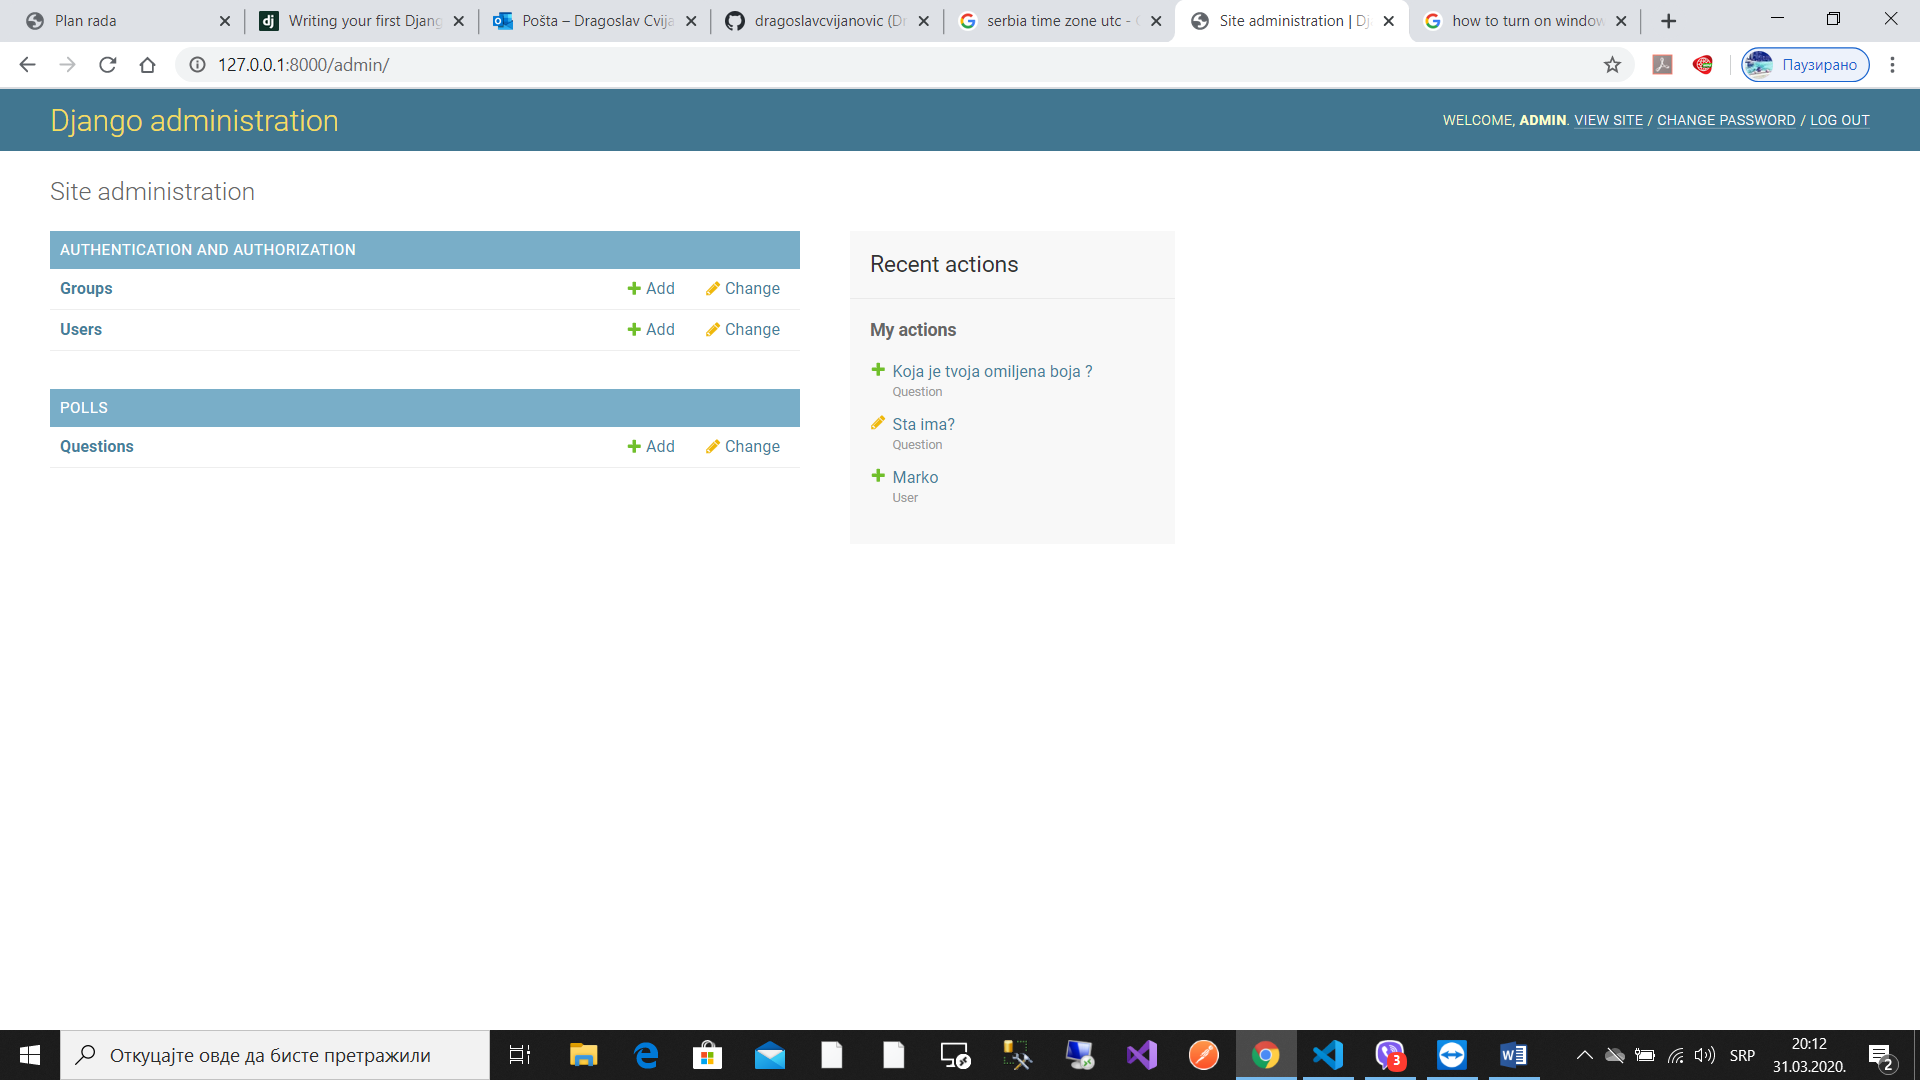 Plan rada
Writing your first Djang
Pošta – Dragoslav Cvija
dragoslavcvijanovic (Dr
serbia time zone utc -
Site administration | Dj
how to turn on window
127.0.0.1:8000/admin/
Паузирано
Django administration
WELCOME, ADMIN. VIEW SITE / CHANGE PASSWORD / LOG OUT
Site administration
AUTHENTICATION AND AUTHORIZATION
Groups Add Change
Users Add Change
POLLS
Questions Add Change
Recent actions
My actions
Koja je tvoja omiljena boja ?
Question
Sta ima?
Question
Marko
User
Откуцајте овде да бисте претражили
3
SRP
20:12
31.03.2020.
2